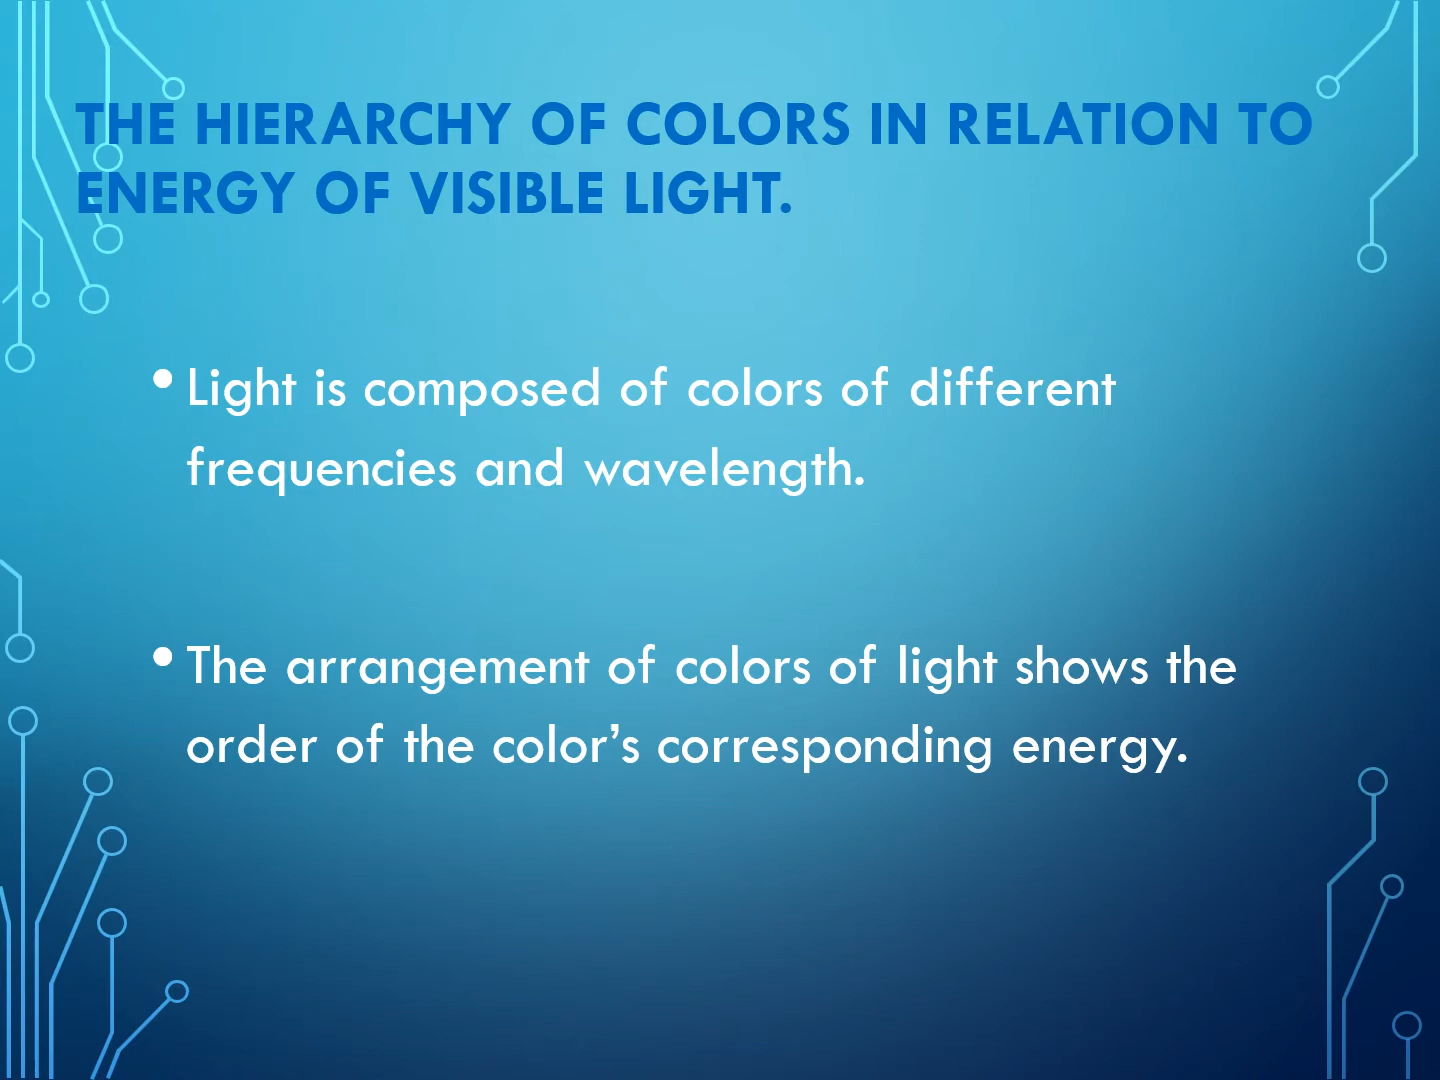 THE HIERARCHY OF COLORS IN RELATION TO
ENERGY OF VISIBLE LIGHT.
• Light is composed of colors of different
frequencies and wavelength.
• The arrangement of colors of light shows the
order of the color’s corresponding energy.